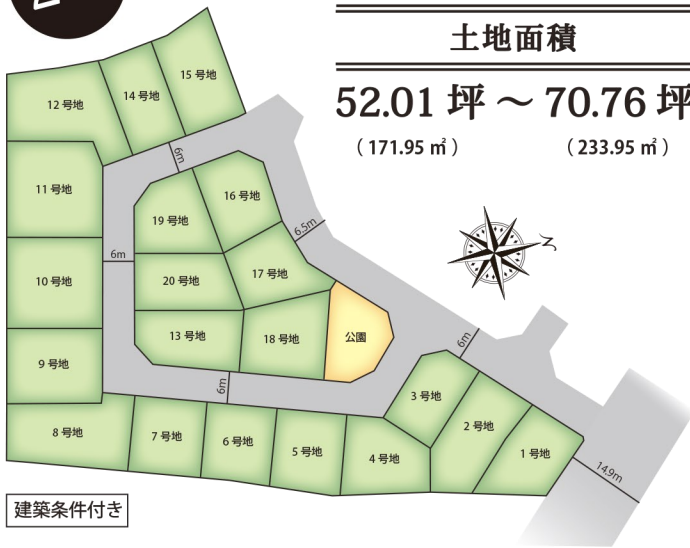 土地面積
52.01 坪 〜 70.76 坪
（171.95 ㎡） （233.95 ㎡）
15 号地
14 号地
12 号地
6m
11 号地
16 号地
19 号地
6.5m
6m
17 号地
10 号地
20 号地
13 号地
18 号地
公園
6m
9 号地
6m
3 号地
2 号地
8 号地
7 号地
6 号地
5 号地
4 号地
1 号地
14.9m
建築条件付き